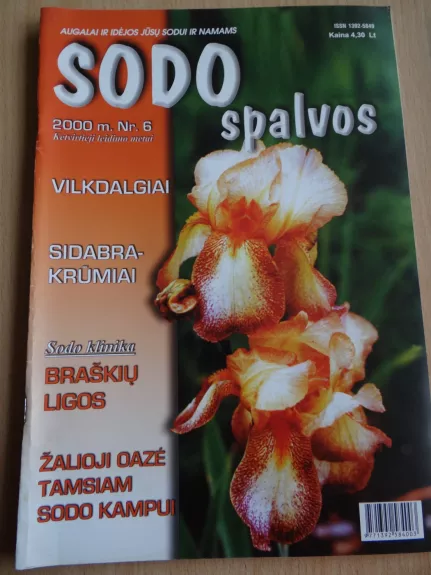 AUGALAI IR IDĖJOS JŪSŲ SODUI IR NAMAMS
ISSN 1392-5849
Kaina 4,30 Lt
SODO
spalvos
2000 m. Nr. 6
Ketvirtieji leidimo metai
VILKDALGIAI
SIDABRA-
KRŪMIAI
Sodo klinika
BRAŠKIŲ
LIGOS
ŽALIOJI OAZĖ
TAMSIAM
SODO KAMPUI